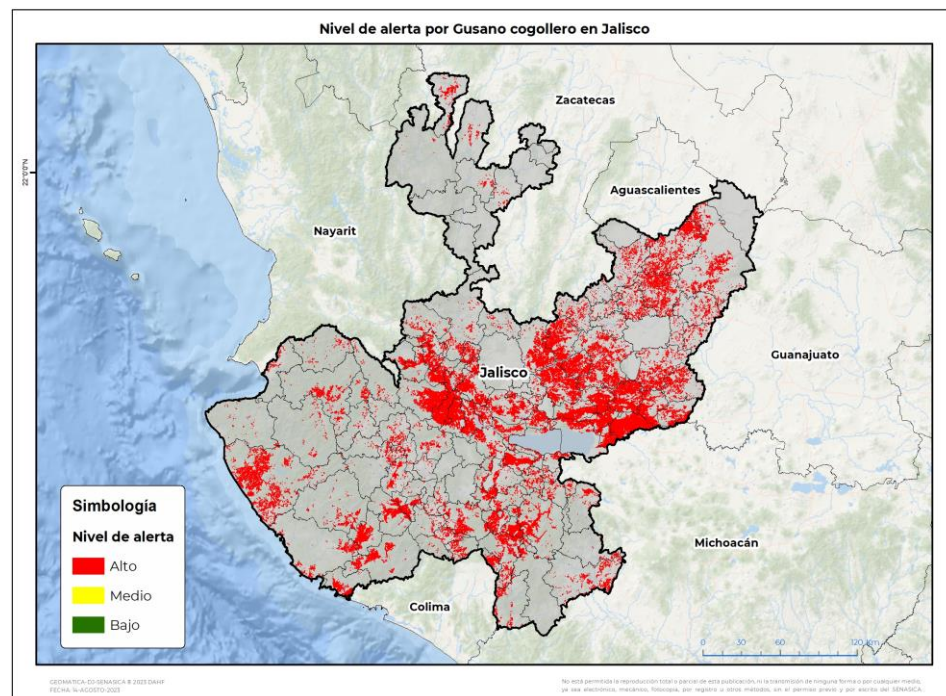 Nivel de alerta por Gusano cogollero en Jalisco
Zacatecas
22°0'0"N
Aguascalientes
Nayarit
Guanajuato
Jalisco
Simbología
Nivel de alerta
Alto
Medio
Bajo
Michoacán
Colima
0 30 60 120 Km
GEOMATICA-DJ-SENASICA ® 2023 DAHF
FECHA: 14-AGOSTO-2023
No está permitida la reproducción total o parcial de esta publicación, ni la transmisión de ninguna forma o por cualquier medio,
ya sea electrónico, mecánico, fotocopia, por registro u otros métodos, sin el permiso previo y por escrito del SENASICA.